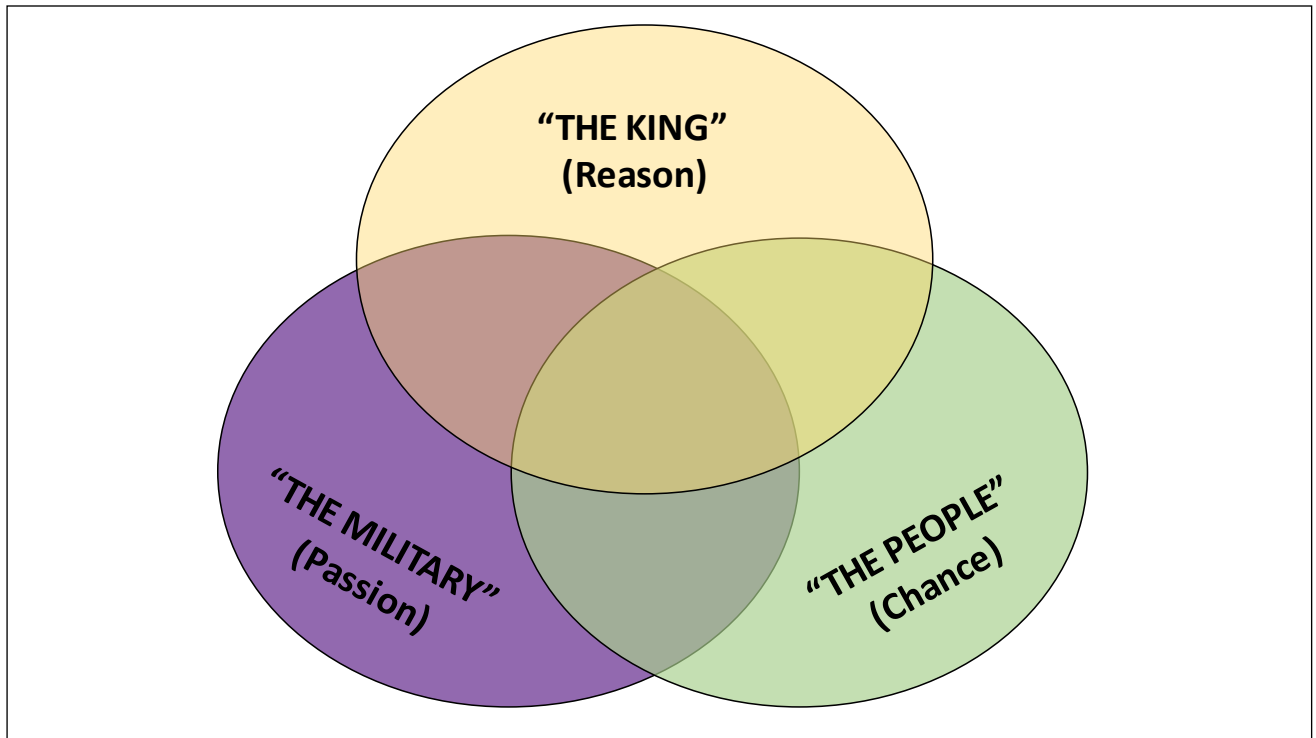 “THE KING”
(Reason)
“THE MILITARY”
(Passion)
“THE PEOPLE”
(Chance)